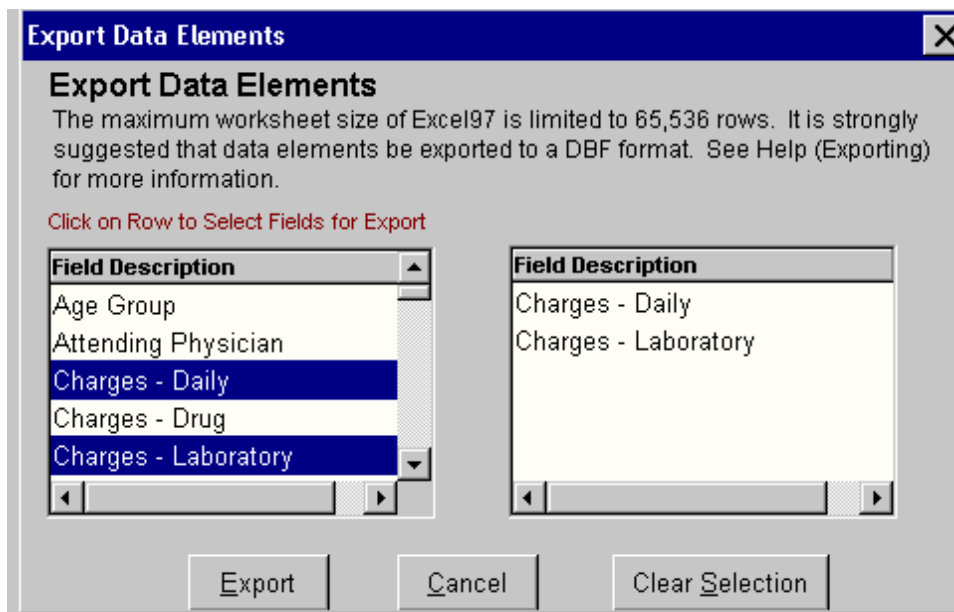 Export Data Elements
Export Data Elements
The maximum worksheet size of Excel97 is limited to 65,536 rows. It is strongly
suggested that data elements be exported to a DBF format. See Help (Exporting)
for more information.
Click on Row to Select Fields for Export
Field Description
Age Group
Attending Physician
Charges - Daily
Charges - Drug
Charges - Laboratory
Field Description
Charges - Daily
Charges - Laboratory
Export
Cancel
Clear Selection